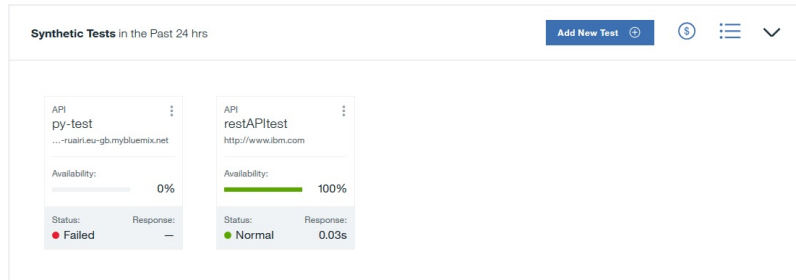 Synthetic Tests in the Past 24 hrs
Add New Test
API
py-test
...-ruairi.eu-gb.mybluemix.net
Availability:
0%
Status: Response:
Failed —
API
restAPItest
http://www.ibm.com
Availability:
100%
Status: Response:
Normal 0.03s